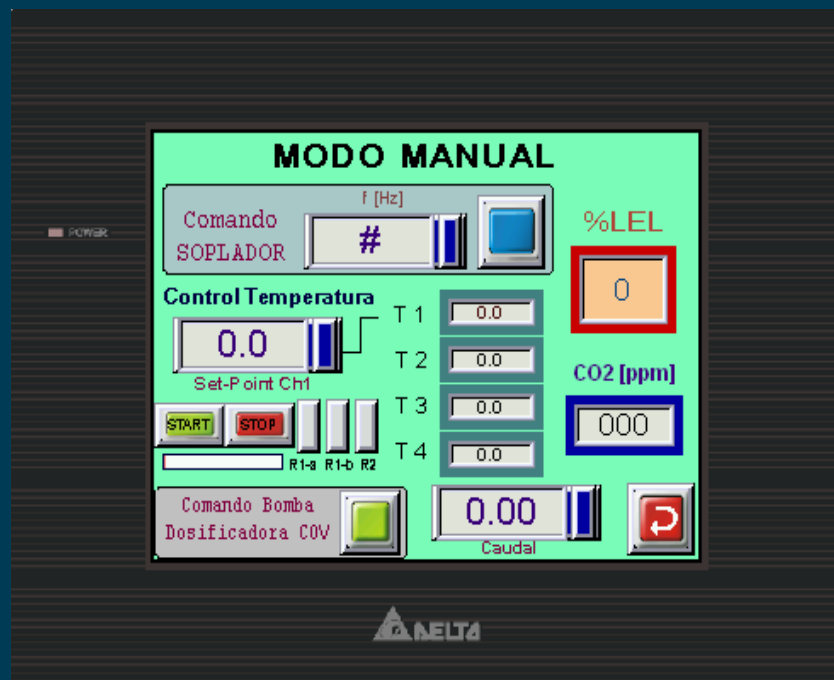 MODO MANUAL
f [Hz]
Comando
SOPLADOR
#
%LEL
0
Control Temperatura
0.0
Set-Point Ch1
T 1
0.0
T 2
0.0
T 3
0.0
T 4
0.0
CO2 [ppm]
000
START
STOP
R1-a R1-b R2
Comando Bomba
Dosificadora COV
0.00
Caudal
POWER
DELTA